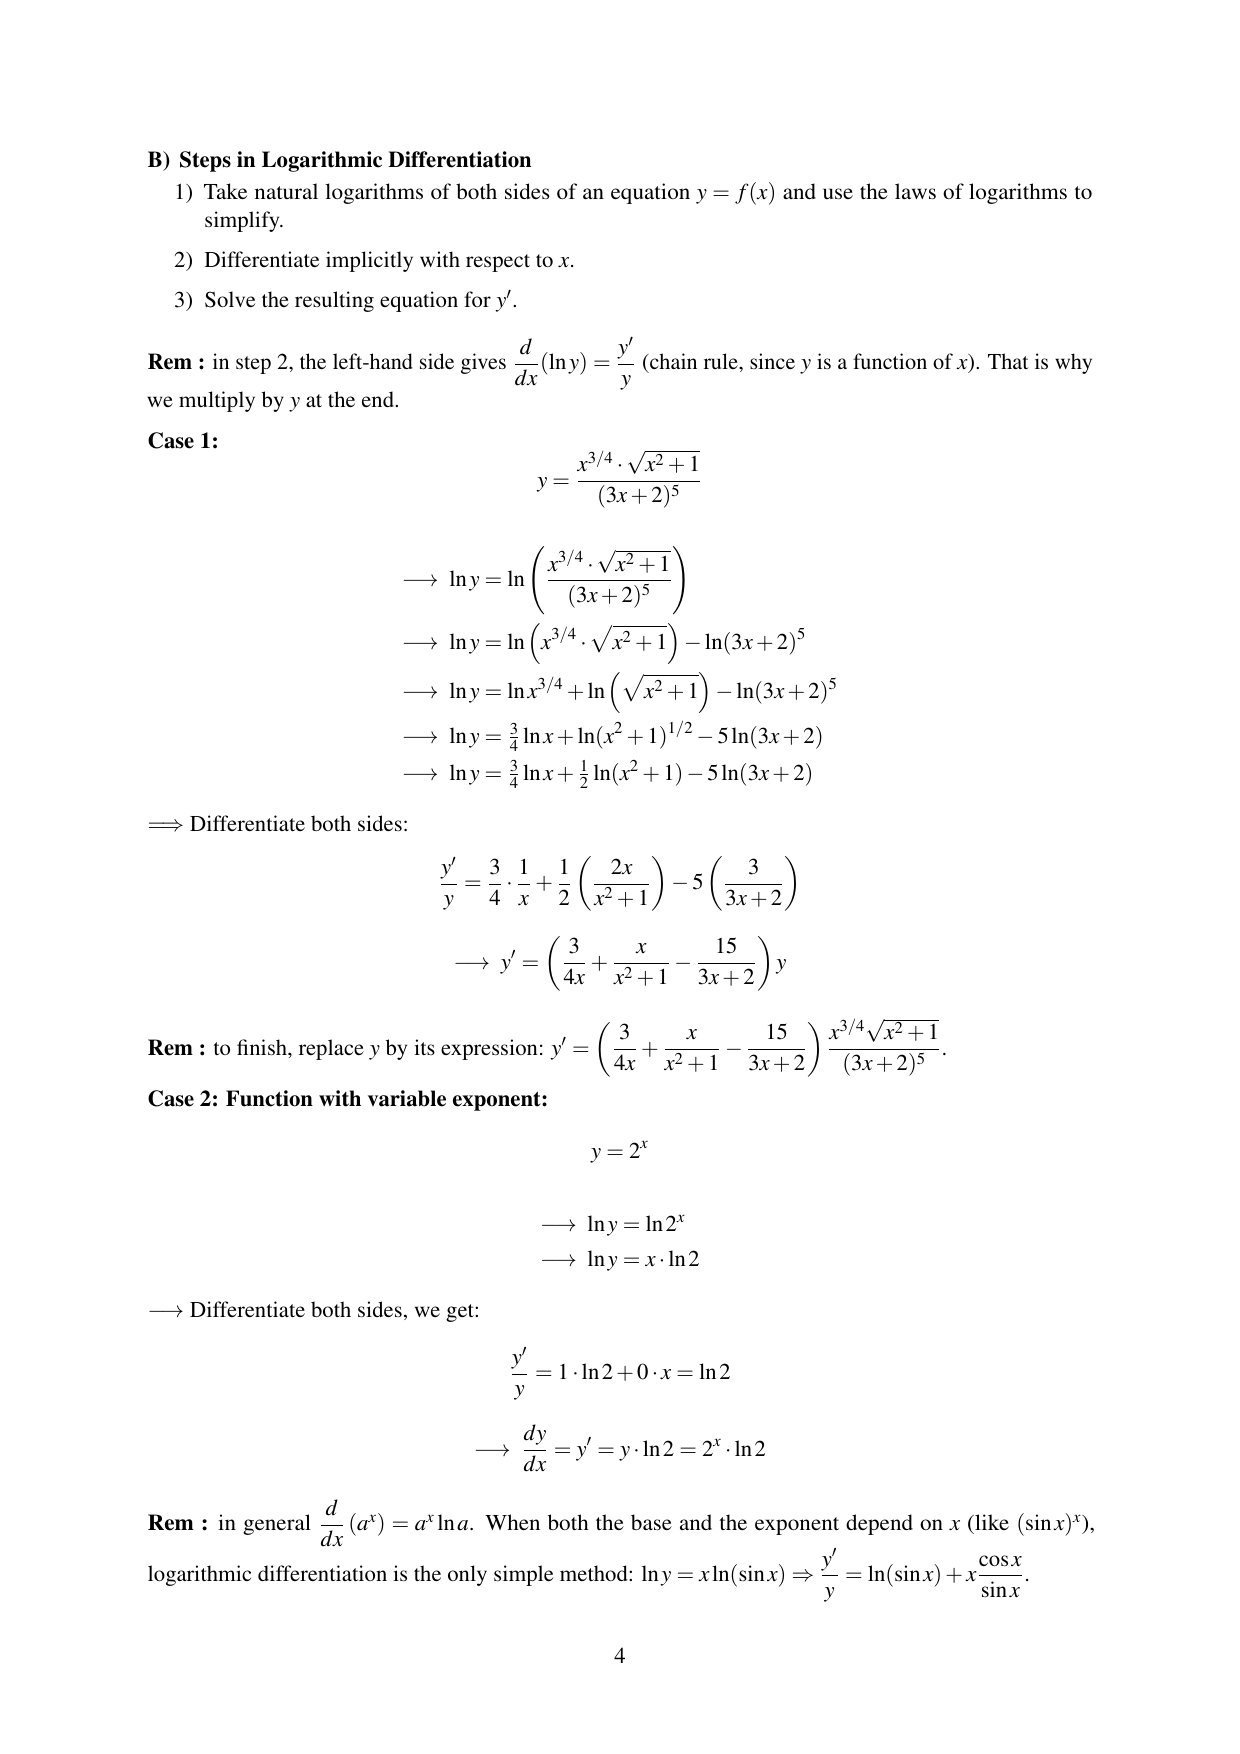 B) Steps in Logarithmic Differentiation
1) Take natural logarithms of both sides of an equation y = f(x) and use the laws of logarithms to
simplify.
2) Differentiate implicitly with respect to x.
3) Solve the resulting equation for y′.
Rem : in step 2, the left-hand side gives d/dx (ln y) = y′/y (chain rule, since y is a function of x). That is why
we multiply by y at the end.
Case 1:
y = x^{3/4} · √(x² + 1) / (3x + 2)^5
⟶ ln y = ln ( x^{3/4} · √(x² + 1) / (3x + 2)^5 )
⟶ ln y = ln ( x^{3/4} · √(x² + 1) ) − ln(3x + 2)^5
⟶ ln y = ln x^{3/4} + ln ( √(x² + 1) ) − ln(3x + 2)^5
⟶ ln y = 3/4 ln x + ln(x² + 1)^{1/2} − 5 ln(3x + 2)
⟶ ln y = 3/4 ln x + 1/2 ln(x² + 1) − 5 ln(3x + 2)
⟹ Differentiate both sides:
y′/y = 3/4 · 1/x + 1/2 ( 2x/(x² + 1) ) − 5 ( 3/(3x + 2) )
⟶ y′ = ( 3/(4x) + x/(x² + 1) − 15/(3x + 2) ) y
Rem : to finish, replace y by its expression: y′ = ( 3/(4x) + x/(x² + 1) − 15/(3x + 2) ) x^{3/4}√(x² + 1) / (3x + 2)^5 .
Case 2: Function with variable exponent:
y = 2^x
⟶ ln y = ln 2^x
⟶ ln y = x · ln 2
⟶ Differentiate both sides, we get:
y′/y = 1 · ln 2 + 0 · x = ln 2
⟶ dy/dx = y′ = y · ln 2 = 2^x · ln 2
Rem : in general d/dx (a^x) = a^x ln a. When both the base and the exponent depend on x (like (sin x)^x),
logarithmic differentiation is the only simple method: ln y = x ln(sin x) ⇒ y′/y = ln(sin x) + x cos x/sin x .
4